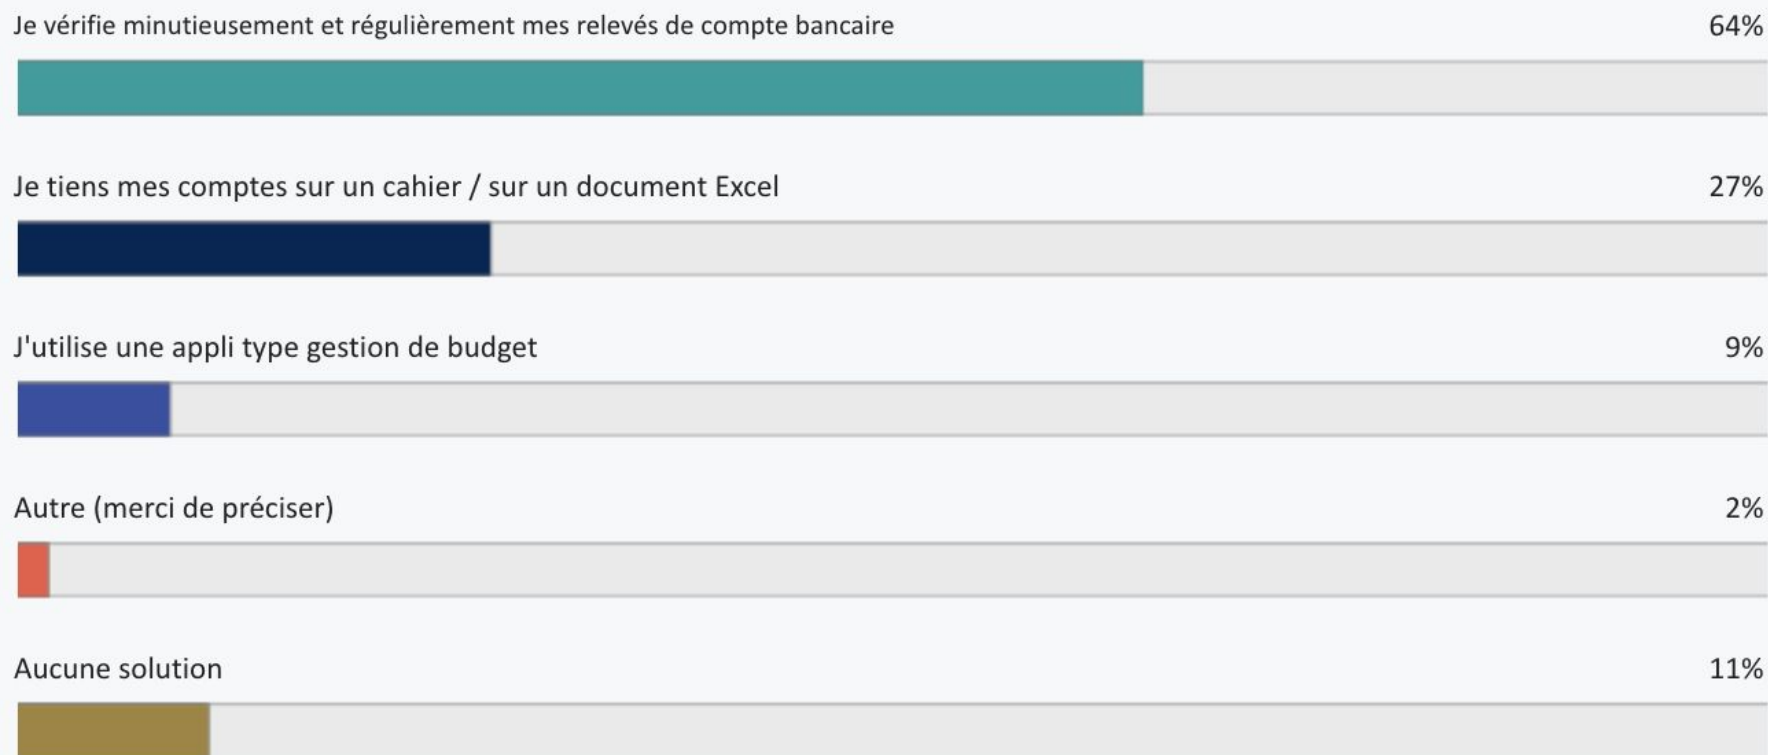 Je vérifie minutieusement et régulièrement mes relevés de compte bancaire 64%
Je tiens mes comptes sur un cahier / sur un document Excel 27%
J'utilise une appli type gestion de budget 9%
Autre (merci de préciser) 2%
Aucune solution 11%